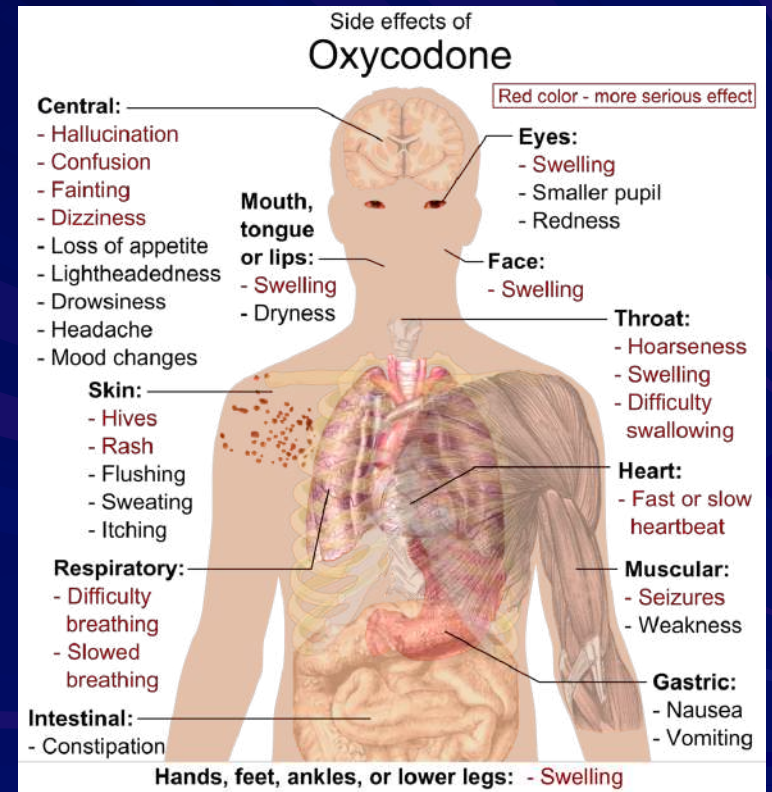 Side effects of
Oxycodone
Red color - more serious effect
Central:
- Hallucination
- Confusion
- Fainting
- Dizziness
- Loss of appetite
- Lightheadedness
- Drowsiness
- Headache
- Mood changes
Eyes:
- Swelling
- Smaller pupil
- Redness
Mouth,
tongue
or lips:
- Swelling
- Dryness
Face:
- Swelling
Throat:
- Hoarseness
- Swelling
- Difficulty
swallowing
Skin:
- Hives
- Rash
- Flushing
- Sweating
- Itching
Heart:
- Fast or slow
heartbeat
Respiratory:
- Difficulty
breathing
- Slowed
breathing
Muscular:
- Seizures
- Weakness
Gastric:
- Nausea
- Vomiting
Intestinal:
- Constipation
Hands, feet, ankles, or lower legs: - Swelling